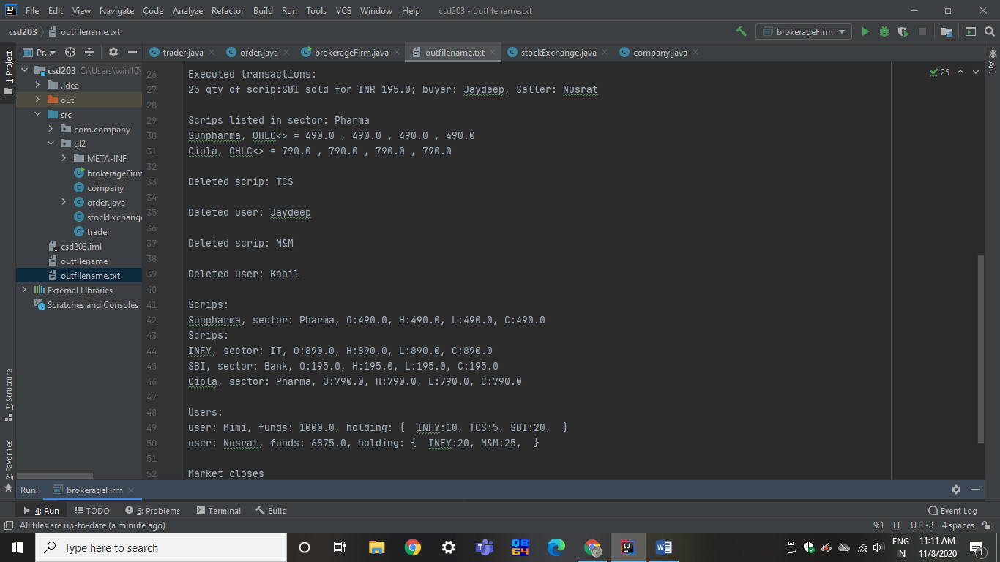 File Edit View Navigate Code Analyze Refactor Build Run Tools VCS Window Help csd203 - outfilename.txt
csd203 outfilename.txt brokerageFirm
Pr... trader.java order.java brokerageFirm.java outfilename.txt stockExchange.java company.java
1: Project
7: Structure
2: Favorites
Ant
csd203 C:\Users\win10\
.idea
out
src
com.company
gl2
META-INF
brokerageFirm
company
order.java
stockExchange
trader
csd203.iml
outfilename
outfilename.txt
External Libraries
Scratches and Consoles
25
26 Executed transactions:
27 25 qty of scrip:SBI sold for INR 195.0; buyer: Jaydeep, Seller: Nusrat
28
29 Scrips listed in sector: Pharma
30 Sunpharma, OHLC<> = 490.0 , 490.0 , 490.0 , 490.0
31 Cipla, OHLC<> = 790.0 , 790.0 , 790.0 , 790.0
32
33 Deleted scrip: TCS
34
35 Deleted user: Jaydeep
36
37 Deleted scrip: M&M
38
39 Deleted user: Kapil
40
41 Scrips:
42 Sunpharma, sector: Pharma, O:490.0, H:490.0, L:490.0, C:490.0
43 Scrips:
44 INFY, sector: IT, O:890.0, H:890.0, L:890.0, C:890.0
45 SBI, sector: Bank, O:195.0, H:195.0, L:195.0, C:195.0
46 Cipla, sector: Pharma, O:790.0, H:790.0, L:790.0, C:790.0
47
48 Users:
49 user: Mimi, funds: 1000.0, holding: {  INFY:10, TCS:5, SBI:20,  }
50 user: Nusrat, funds: 6875.0, holding: {  INFY:20, M&M:25,  }
51
52 Market closes
Run: brokerageFirm
4: Run TODO 6: Problems Terminal Build Event Log
All files are up-to-date (a minute ago) 9:1 LF UTF-8 4 spaces
Type here to search
QB
64
W
ENG
IN
11:11 AM
11/8/2020
1